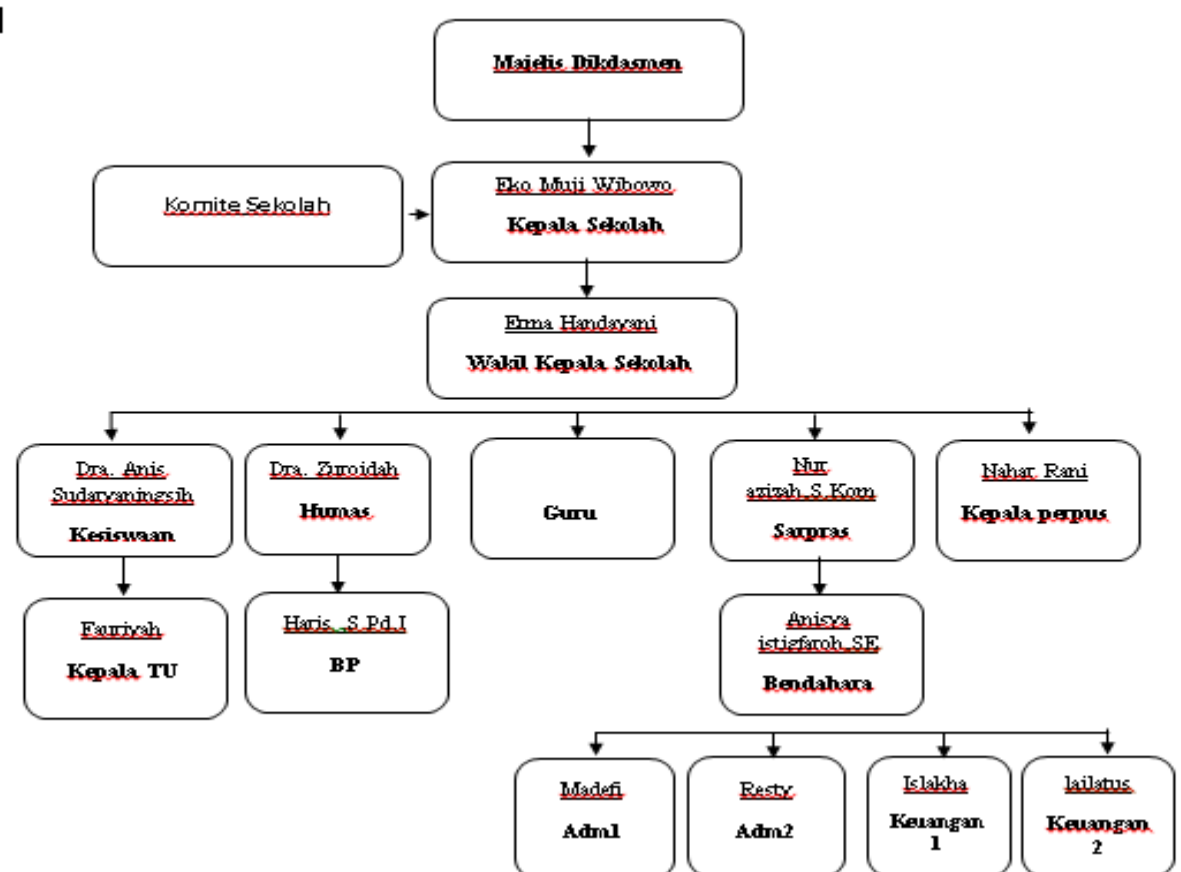 Majelis Dikdasmen
Komite Sekolah
Eko Muji Wibowo
Kepala Sekolah
Erma Handayani
Wakil Kepala Sekolah
Dra. Anis
Sudaryaningsih
Kesiswaan
Dra. Zuroidah
Humas
Guru
Nur
azizah,S.Kom
Sarpras
Nahar Rani
Kepala perpus
Fauriyah
Kepala TU
Haris, S.Pd.I
BP
Anisya
istigfaroh,SE
Bendahara
Madefi
Adm1
Resty
Adm2
Islakha
Keuangan
1
lailatus
Keuangan
2